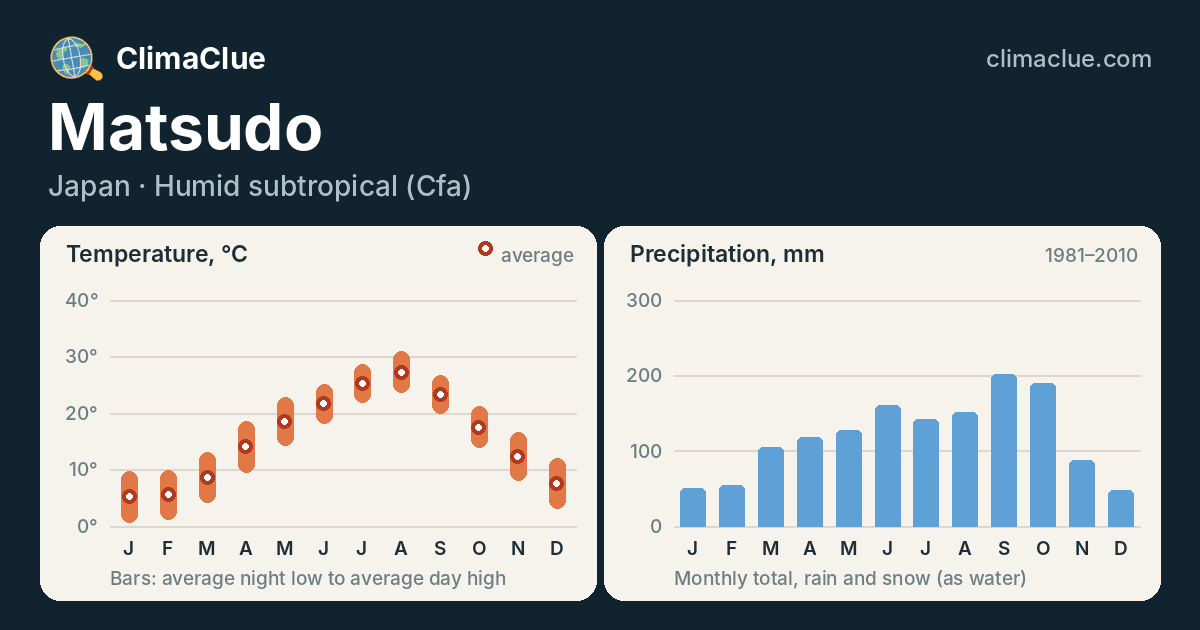 ClimaClue
climaclue.com
Matsudo
Japan · Humid subtropical (Cfa)
Temperature, °C
average
40°
30°
20°
10°
0°
J F M A M J J A S O N D
Bars: average night low to average day high
Precipitation, mm
1981–2010
300
200
100
0
J F M A M J J A S O N D
Monthly total, rain and snow (as water)